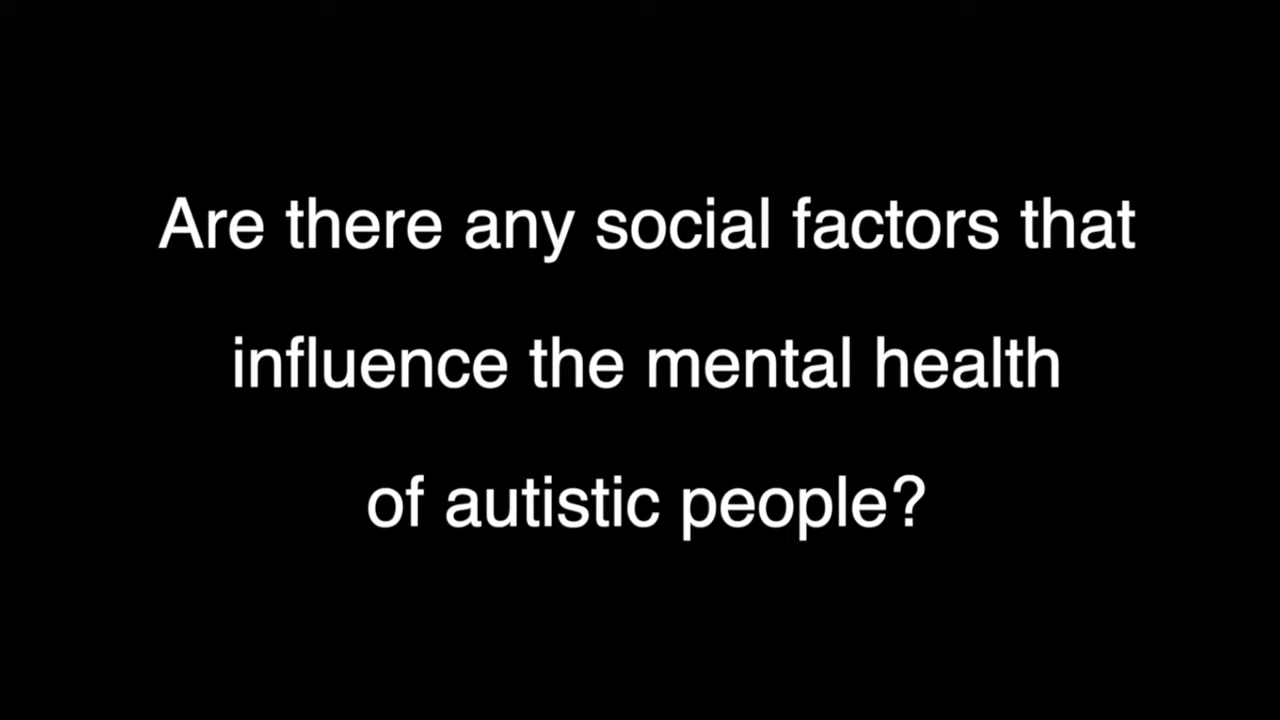 Are there any social factors that
influence the mental health
of autistic people?